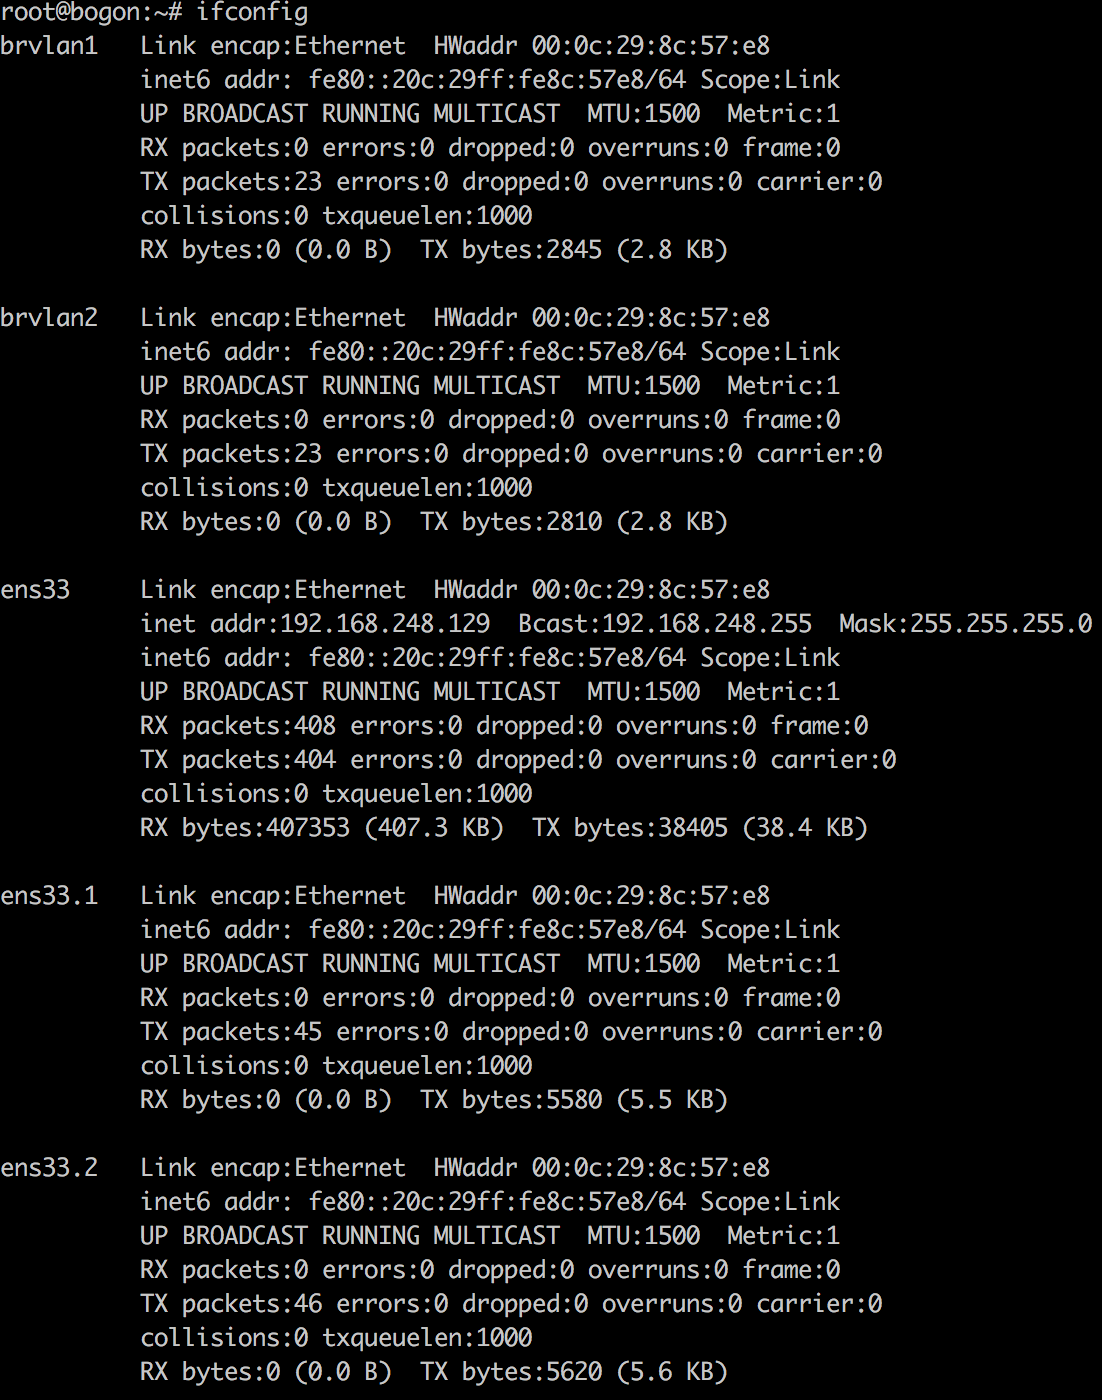 root@bogon:~# ifconfig
brvlan1   Link encap:Ethernet  HWaddr 00:0c:29:8c:57:e8
          inet6 addr: fe80::20c:29ff:fe8c:57e8/64 Scope:Link
          UP BROADCAST RUNNING MULTICAST  MTU:1500  Metric:1
          RX packets:0 errors:0 dropped:0 overruns:0 frame:0
          TX packets:23 errors:0 dropped:0 overruns:0 carrier:0
          collisions:0 txqueuelen:1000
          RX bytes:0 (0.0 B)  TX bytes:2845 (2.8 KB)

brvlan2   Link encap:Ethernet  HWaddr 00:0c:29:8c:57:e8
          inet6 addr: fe80::20c:29ff:fe8c:57e8/64 Scope:Link
          UP BROADCAST RUNNING MULTICAST  MTU:1500  Metric:1
          RX packets:0 errors:0 dropped:0 overruns:0 frame:0
          TX packets:23 errors:0 dropped:0 overruns:0 carrier:0
          collisions:0 txqueuelen:1000
          RX bytes:0 (0.0 B)  TX bytes:2810 (2.8 KB)

ens33     Link encap:Ethernet  HWaddr 00:0c:29:8c:57:e8
          inet addr:192.168.248.129  Bcast:192.168.248.255  Mask:255.255.255.0
          inet6 addr: fe80::20c:29ff:fe8c:57e8/64 Scope:Link
          UP BROADCAST RUNNING MULTICAST  MTU:1500  Metric:1
          RX packets:408 errors:0 dropped:0 overruns:0 frame:0
          TX packets:404 errors:0 dropped:0 overruns:0 carrier:0
          collisions:0 txqueuelen:1000
          RX bytes:407353 (407.3 KB)  TX bytes:38405 (38.4 KB)

ens33.1   Link encap:Ethernet  HWaddr 00:0c:29:8c:57:e8
          inet6 addr: fe80::20c:29ff:fe8c:57e8/64 Scope:Link
          UP BROADCAST RUNNING MULTICAST  MTU:1500  Metric:1
          RX packets:0 errors:0 dropped:0 overruns:0 frame:0
          TX packets:45 errors:0 dropped:0 overruns:0 carrier:0
          collisions:0 txqueuelen:1000
          RX bytes:0 (0.0 B)  TX bytes:5580 (5.5 KB)

ens33.2   Link encap:Ethernet  HWaddr 00:0c:29:8c:57:e8
          inet6 addr: fe80::20c:29ff:fe8c:57e8/64 Scope:Link
          UP BROADCAST RUNNING MULTICAST  MTU:1500  Metric:1
          RX packets:0 errors:0 dropped:0 overruns:0 frame:0
          TX packets:46 errors:0 dropped:0 overruns:0 carrier:0
          collisions:0 txqueuelen:1000
          RX bytes:0 (0.0 B)  TX bytes:5620 (5.6 KB)